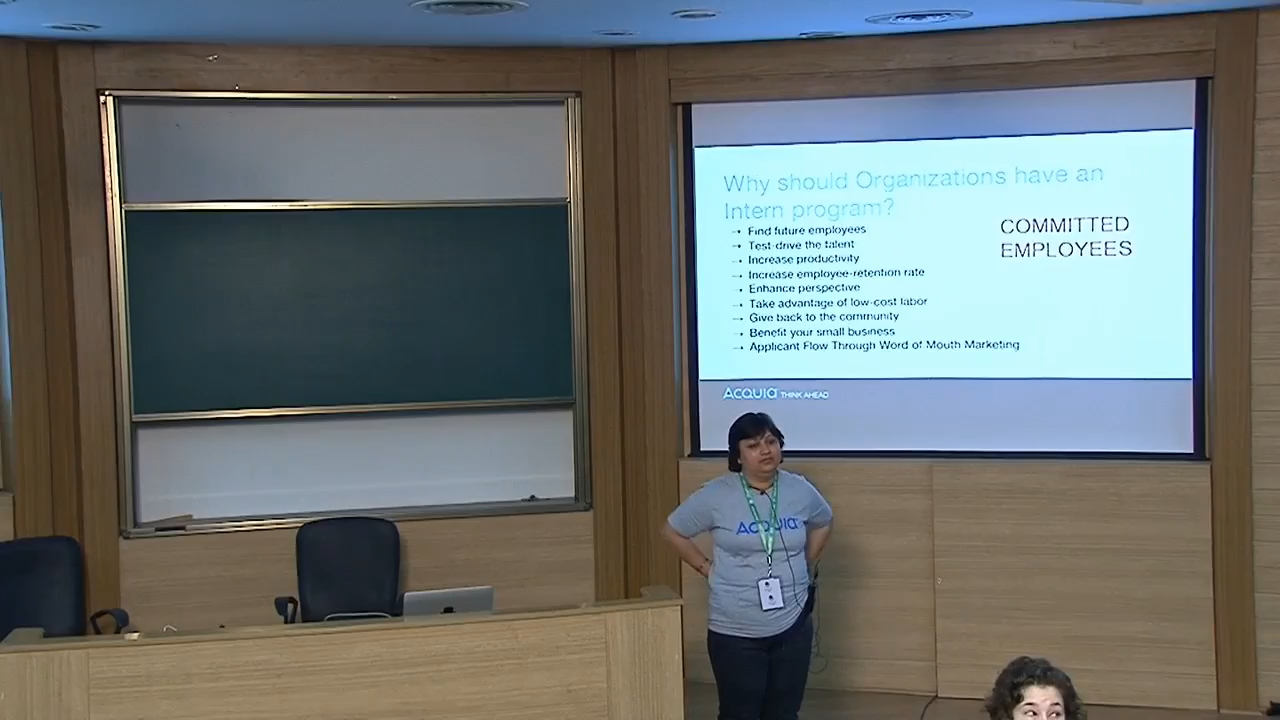 Why should Organizations have an
Intern program?
Find future employees
Test-drive the talent
Increase productivity
Increase employee-retention rate
Enhance perspective
Take advantage of low-cost labor
Give back to the community
Benefit your small business
Applicant Flow Through Word of Mouth Marketing
COMMITTED
EMPLOYEES
ACQUIA THINK AHEAD
ACQUIA